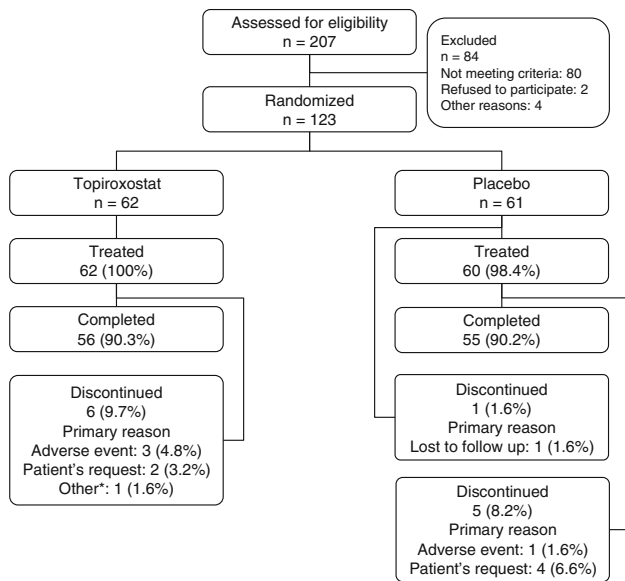 Assessed for eligibility
n = 207
Excluded
n = 84
Not meeting criteria: 80
Refused to participate: 2
Other reasons: 4
Randomized
n = 123
Topiroxostat
n = 62
Placebo
n = 61
Treated
62 (100%)
Treated
60 (98.4%)
Completed
56 (90.3%)
Completed
55 (90.2%)
Discontinued
6 (9.7%)
Primary reason
Adverse event: 3 (4.8%)
Patient's request: 2 (3.2%)
Other*: 1 (1.6%)
Discontinued
1 (1.6%)
Primary reason
Lost to follow up: 1 (1.6%)
Discontinued
5 (8.2%)
Primary reason
Adverse event: 1 (1.6%)
Patient's request: 4 (6.6%)